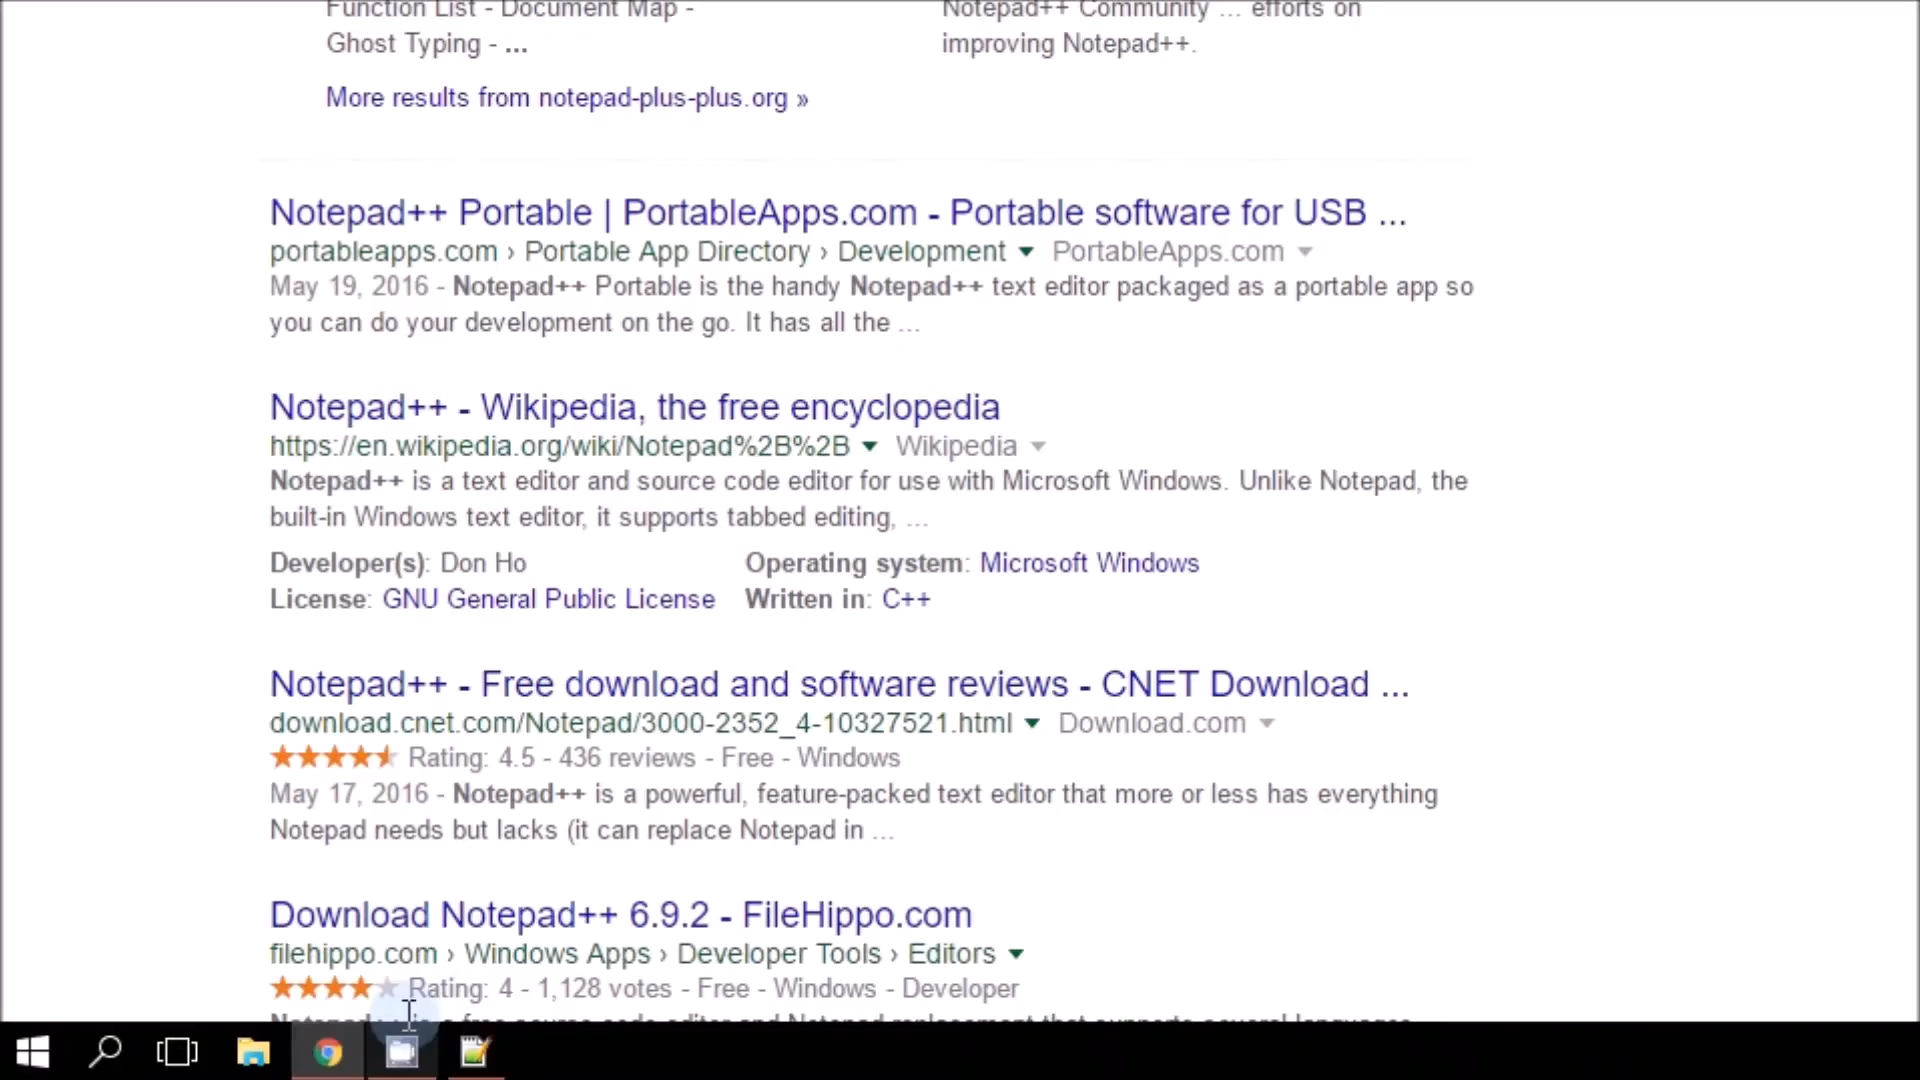 Function List - Document Map -
Ghost Typing - ...
Notepad++ Community ... efforts on
improving Notepad++.
More results from notepad-plus-plus.org »
Notepad++ Portable | PortableApps.com - Portable software for USB ...
portableapps.com › Portable App Directory › Development ▼ PortableApps.com ▼
May 19, 2016 - Notepad++ Portable is the handy Notepad++ text editor packaged as a portable app so
you can do your development on the go. It has all the ...
Notepad++ - Wikipedia, the free encyclopedia
https://en.wikipedia.org/wiki/Notepad%2B%2B ▼ Wikipedia ▼
Notepad++ is a text editor and source code editor for use with Microsoft Windows. Unlike Notepad, the
built-in Windows text editor, it supports tabbed editing, ...
Developer(s): Don Ho Operating system: Microsoft Windows
License: GNU General Public License Written in: C++
Notepad++ - Free download and software reviews - CNET Download ...
download.cnet.com/Notepad/3000-2352_4-10327521.html ▼ Download.com ▼
Rating: 4.5 - 436 reviews - Free - Windows
May 17, 2016 - Notepad++ is a powerful, feature-packed text editor that more or less has everything
Notepad needs but lacks (it can replace Notepad in ...
Download Notepad++ 6.9.2 - FileHippo.com
filehippo.com › Windows Apps › Developer Tools › Editors ▼
Rating: 4 - 1,128 votes - Free - Windows - Developer